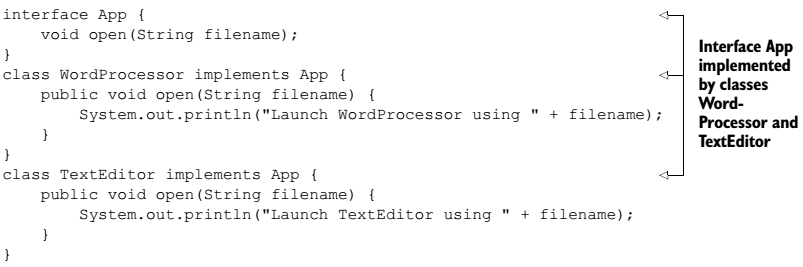 interface App {
    void open(String filename);
}
class WordProcessor implements App {
    public void open(String filename) {
        System.out.println("Launch WordProcessor using " + filename);
    }
}
class TextEditor implements App {
    public void open(String filename) {
        System.out.println("Launch TextEditor using " + filename);
    }
}
Interface App
implemented
by classes
Word-
Processor and
TextEditor